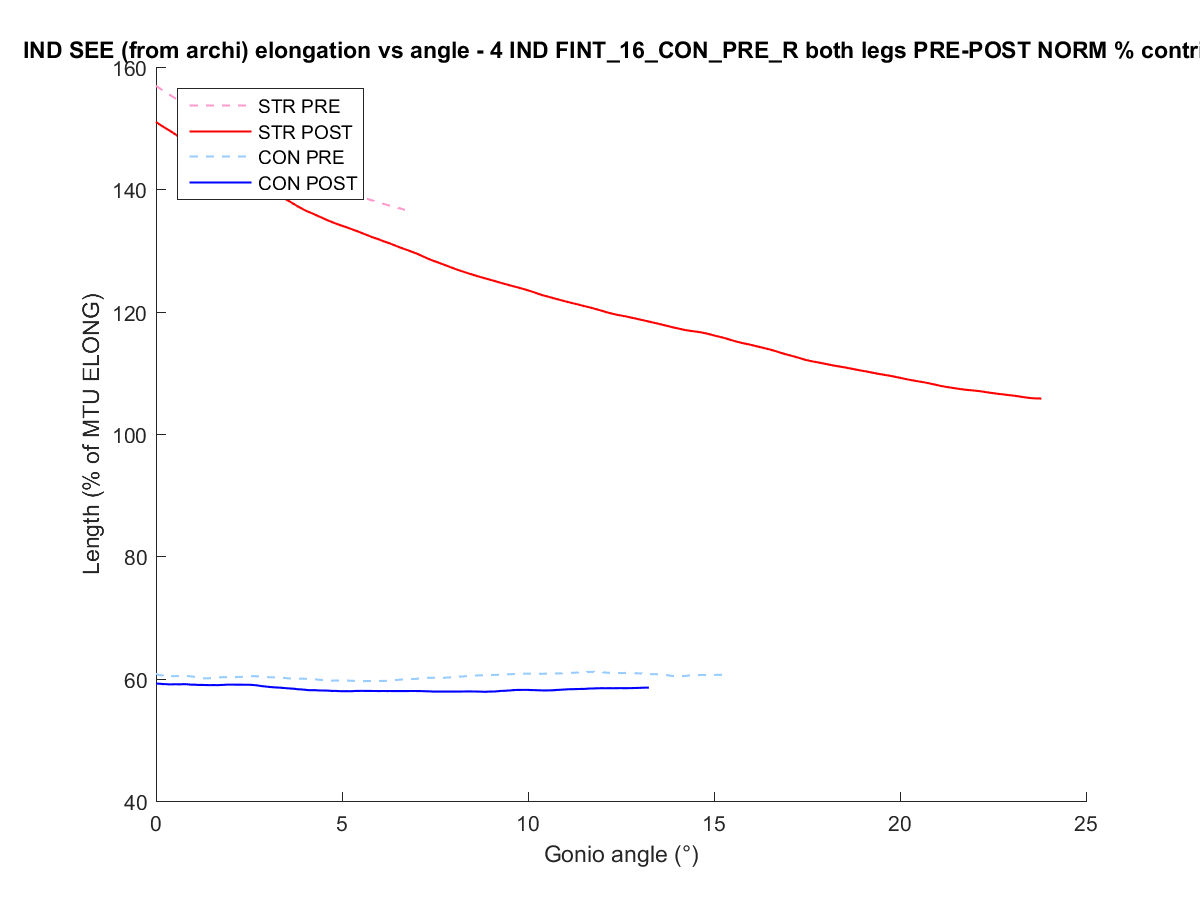 IND SEE (from archi) elongation vs angle - 4 IND FINT_16_CON_PRE_R both legs PRE-POST NORM % contri
160
140
120
100
80
60
40
Length (% of MTU ELONG)
STR PRE
STR POST
CON PRE
CON POST
0
5
10
15
20
25
Gonio angle (°)